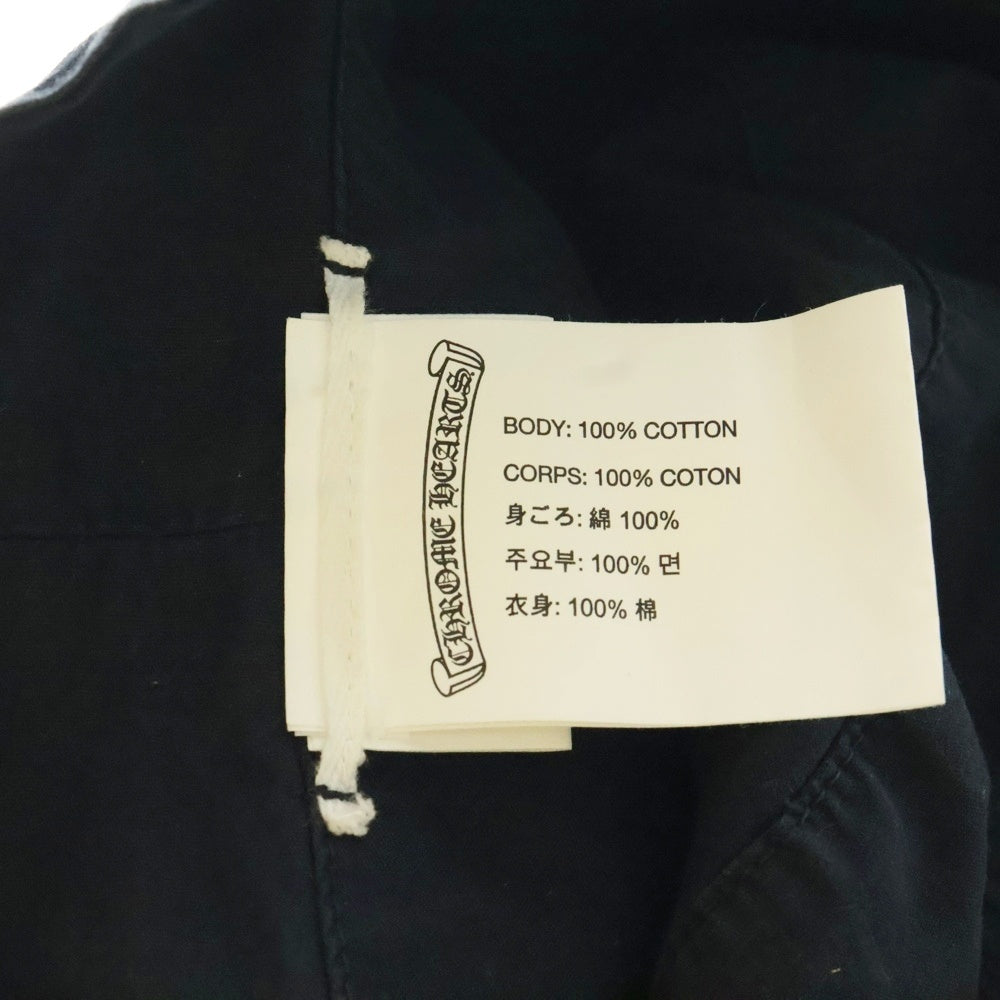 CHROME HEARTS
BODY: 100% COTTON
CORPS: 100% COTON
身ごろ: 綿 100%
주요부: 100% 면
衣身: 100% 棉